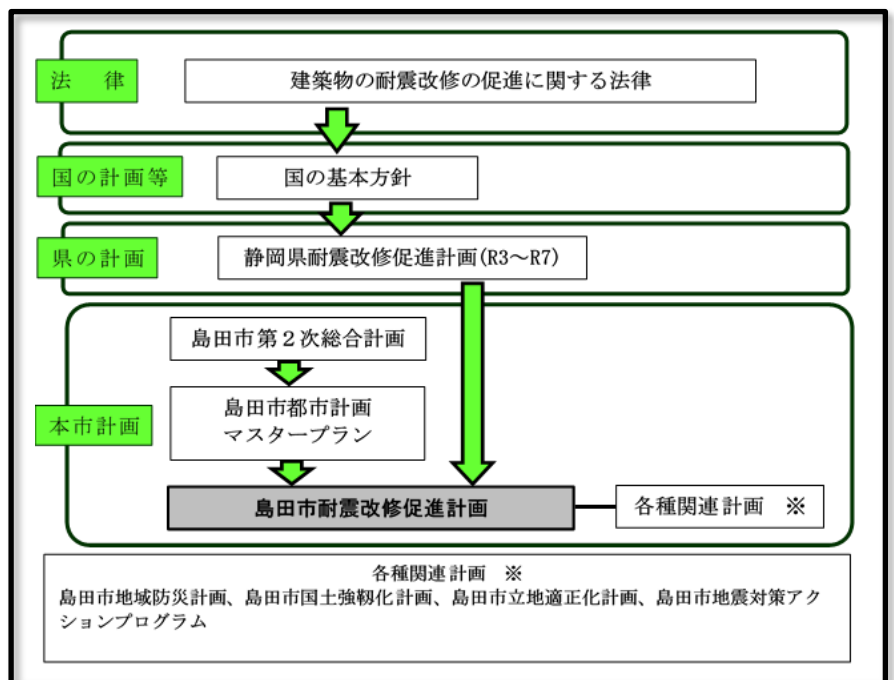 法　律
建築物の耐震改修の促進に関する法律
国の計画等
国の基本方針
県の計画
静岡県耐震改修促進計画(R3～R7)
島田市第２次総合計画
本市計画
島田市都市計画
マスタープラン
島田市耐震改修促進計画
各種関連計画　※
各種関連計画　※
島田市地域防災計画、島田市国土強靱化計画、島田市立地適正化計画、島田市地震対策アク
ションプログラム